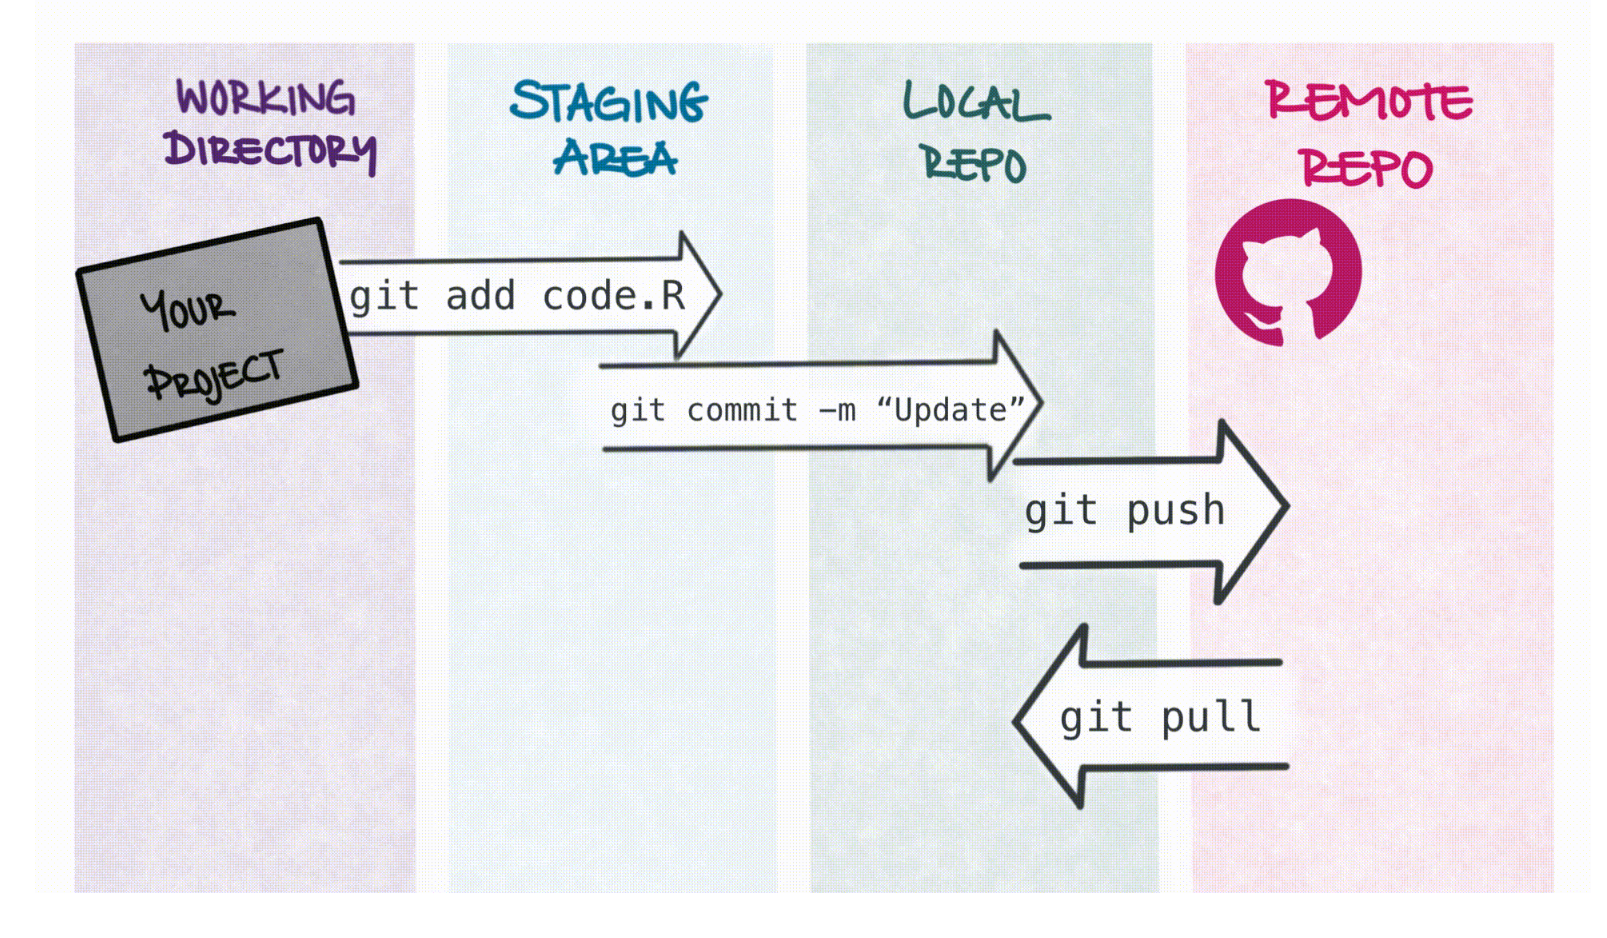 WORKING
DIRECTORY
STAGING
AREA
LOCAL
REPO
REMOTE
REPO
YOUR
PROJECT
git add code.R
git commit -m “Update”
git push
git pull